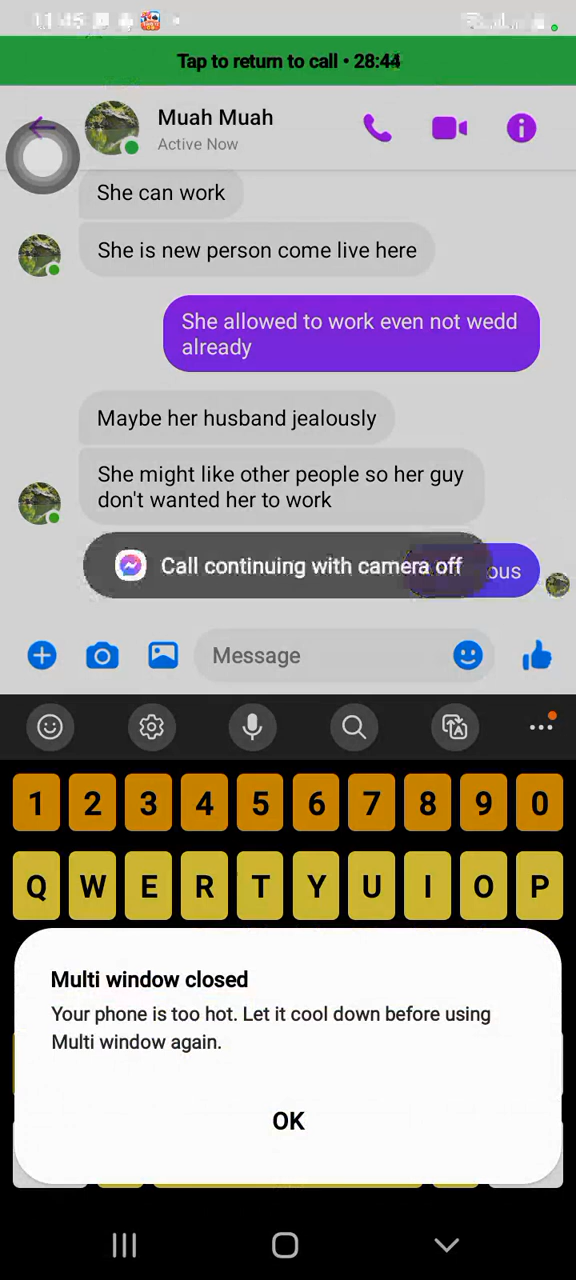 11:45
Tap to return to call • 28:44
Muah Muah
Active Now
She can work
She is new person come live here
She allowed to work even not wedd
already
Maybe her husband jealously
She might like other people so her guy
don't wanted her to work
Call continuing with camera off
ous
Message
1 2 3 4 5 6 7 8 9 0
Q W E R T Y U I O P
Multi window closed
Your phone is too hot. Let it cool down before using
Multi window again.
OK